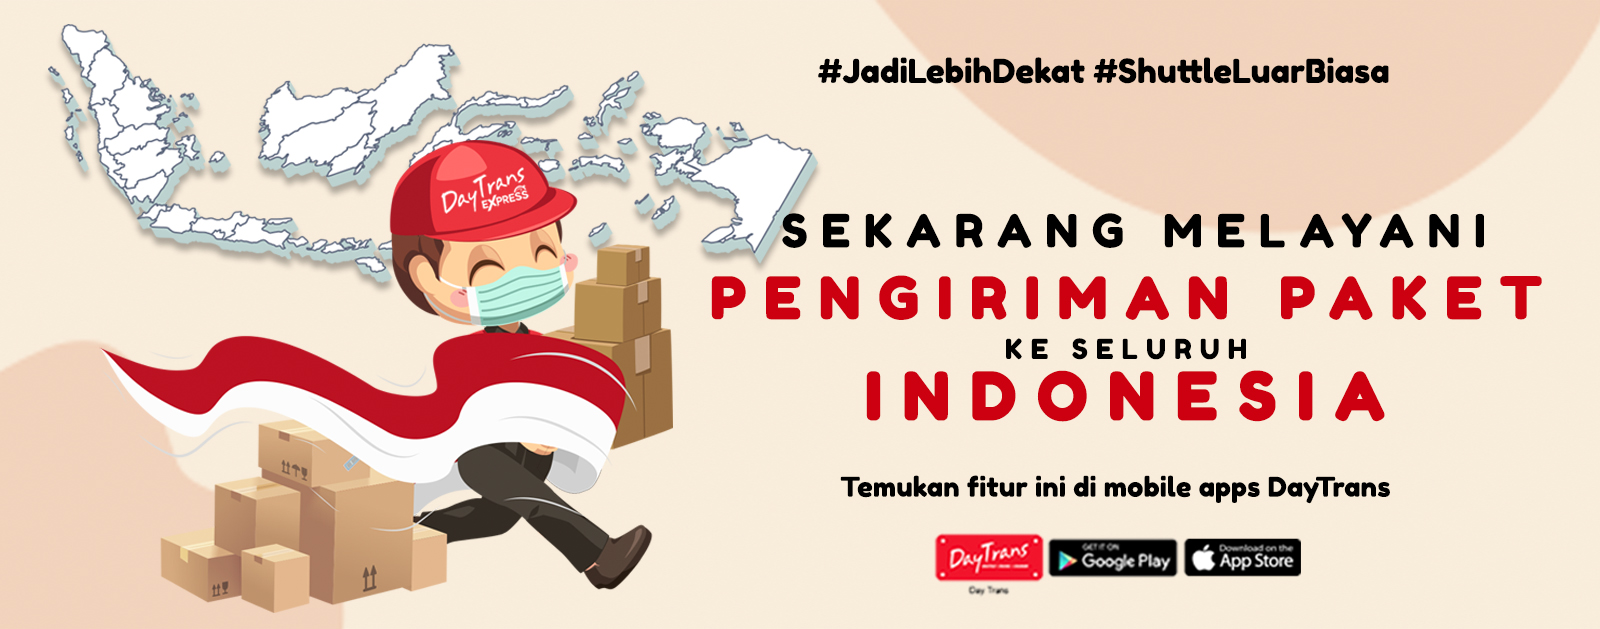 #JadiLebihDekat #ShuttleLuarBiasa
DayTrans
EXPRESS
SEKARANG MELAYANI
PENGIRIMAN PAKET
KE SELURUH
INDONESIA
Temukan fitur ini di mobile apps DayTrans
DayTrans
Day Trans
GET IT ON
Google Play
Download on the
App Store